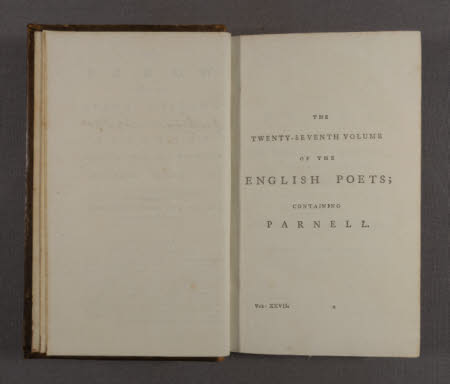 THE
TWENTY-SEVENTH VOLUME
OF THE
ENGLISH POETS;
CONTAINING
PARNELL.
Vol. XXVII.